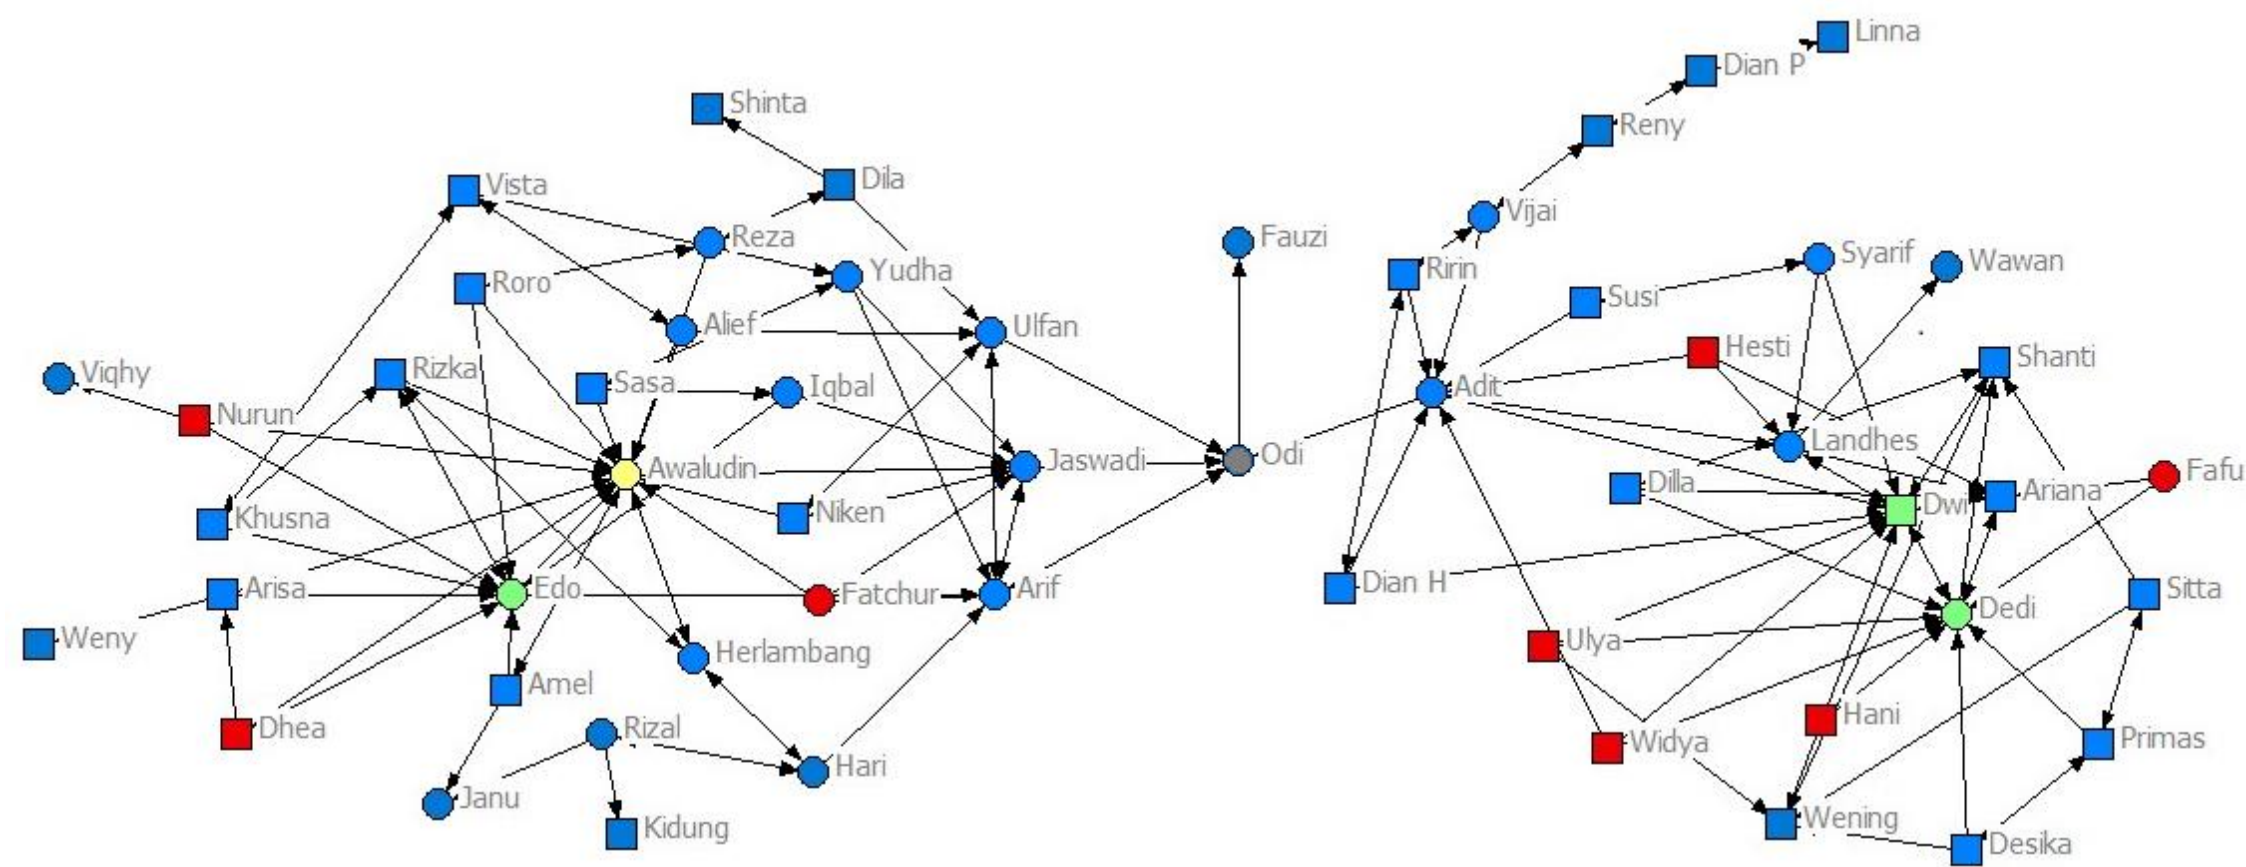 Linna
Dian P
Shinta
Reny
Dila
Vista
Vijai
Reza
Fauzi
Syarif
Wawan
Yudha
Ririn
Roro
Susi
Alief
Ulfan
Hesti
Shanti
Viqhy
Rizka
Sasa
Iqbal
Adit
Nurun
Landhes
Awaludin
Jaswadi
Odi
Dilla
Ariana
Fafu
Khusna
Niken
Dwi
Arisa
Edo
Fatchur
Arif
Dian H
Sitta
Dedi
Weny
Ulya
Herlambang
Amel
Dhea
Rizal
Hani
Widya
Primas
Hari
Janu
Kidung
Wening
Desika